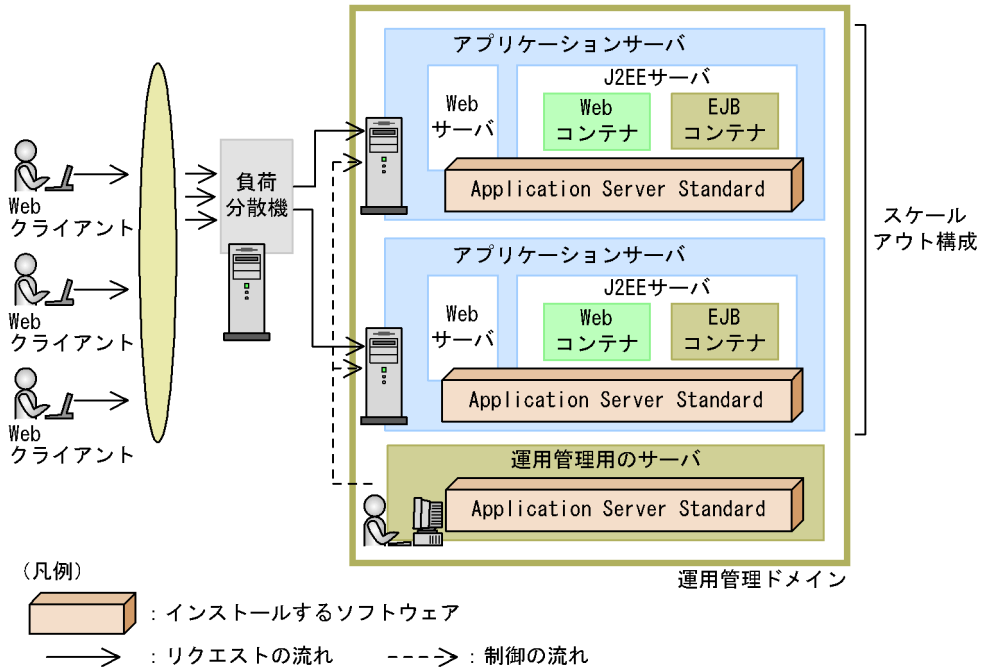 アプリケーションサーバ
Web
サーバ
J2EEサーバ
Web
コンテナ
EJB
コンテナ
Application Server Standard
Web
クライアント
Web
クライアント
Web
クライアント
負荷
分散機
アプリケーションサーバ
Web
サーバ
J2EEサーバ
Web
コンテナ
EJB
コンテナ
Application Server Standard
スケール
アウト構成
運用管理用のサーバ
Application Server Standard
運用管理ドメイン
（凡例）
：インストールするソフトウェア
：リクエストの流れ
：制御の流れ